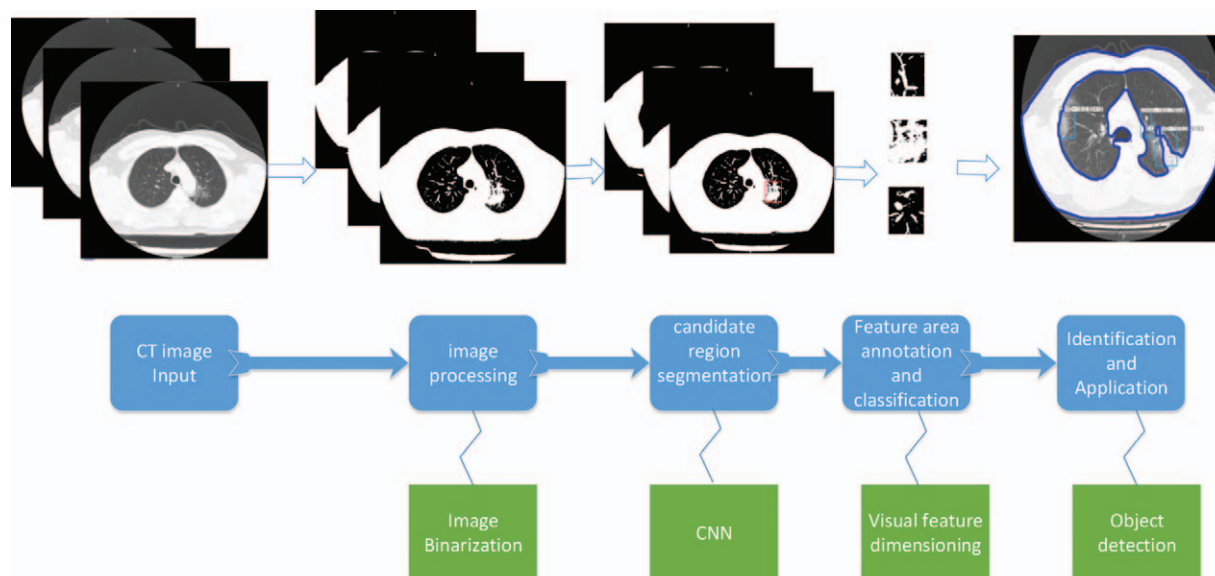 CT image
Input
image
processing
candidate
region
segmentation
Feature area
annotation
and
classification
Identification
and
Application
Image
Binarization
CNN
Visual feature
dimensioning
Object
detection